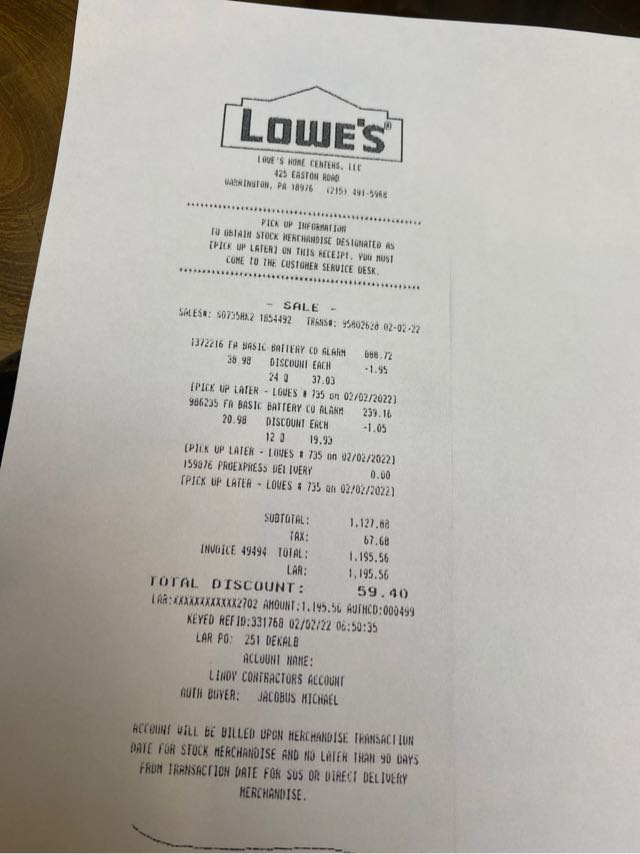 LOWE'S®
LOWE'S HOME CENTERS, LLC
425 EASTON ROAD
WARRINGTON, PA 18976 (215) 491-5968
PICK UP INFORMATION
TO OBTAIN STOCK MERCHANDISE DESIGNATED AS
[PICK UP LATER] ON THIS RECEIPT, YOU MUST
COME TO THE CUSTOMER SERVICE DESK.
- SALE -
SALES#: S0735HK2 1854492 TRANS#: 95802628 02-02-22
1372216 FA BASIC BATTERY CO ALARM 888.72
38.98 DISCOUNT EACH -1.95
24 @ 37.03
[PICK UP LATER - LOWES # 735 on 02/02/2022]
986235 FA BASIC BATTERY CO ALARM 239.16
20.98 DISCOUNT EACH -1.05
12 @ 19.93
[PICK UP LATER - LOWES # 735 on 02/02/2022]
159876 PROEXPRESS DELIVERY 0.00
[PICK UP LATER - LOWES # 735 on 02/02/2022]
SUBTOTAL: 1,127.88
TAX: 67.68
INVOICE 49494 TOTAL: 1,195.56
LAR: 1,195.56
TOTAL DISCOUNT: 59.40
LAR:XXXXXXXXXXXX2702 AMOUNT:1,195.56 AUTHCD:000499
KEYED REFID:331768 02/02/22 06:50:35
LAR PO: 251 DEKALB
ACCOUNT NAME:
LINDY CONTRACTORS ACCOUNT
AUTH BUYER: JACOBUS MICHAEL
ACCOUNT WILL BE BILLED UPON MERCHANDISE TRANSACTION
DATE FOR STOCK MERCHANDISE AND NO LATER THAN 90 DAYS
FROM TRANSACTION DATE FOR SOS OR DIRECT DELIVERY
MERCHANDISE.